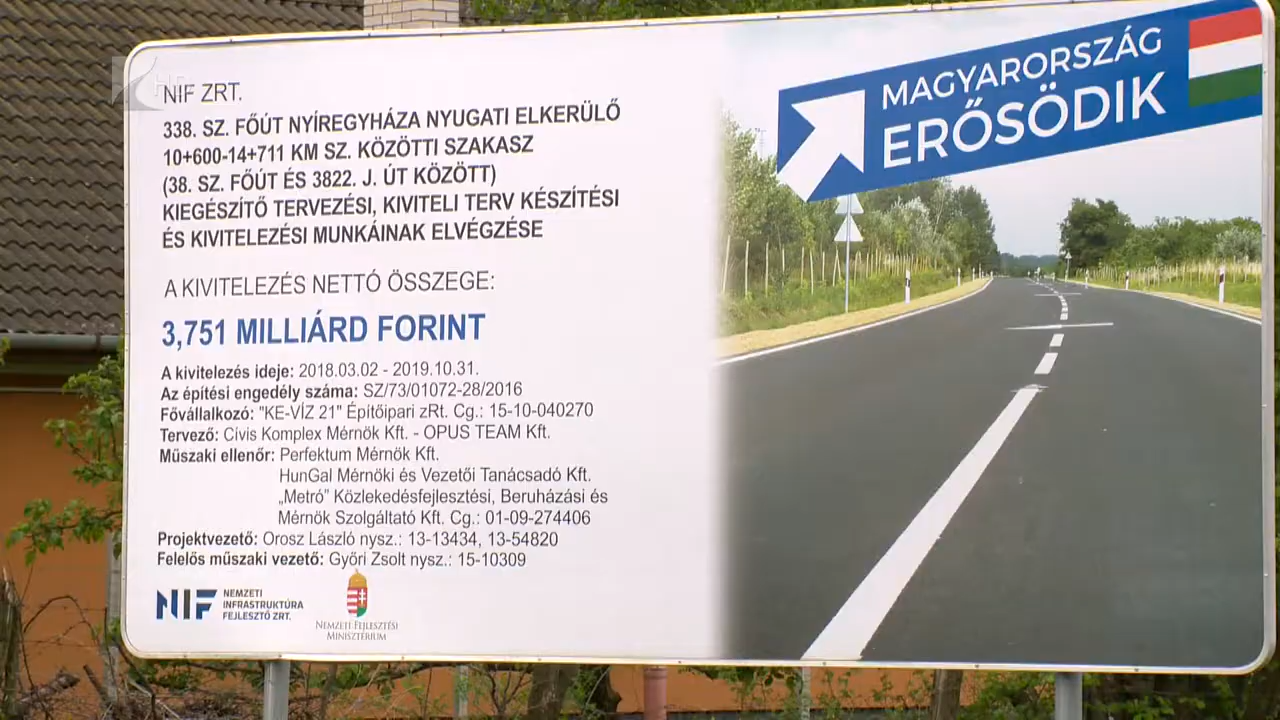 NIF ZRT.
338. SZ. FŐÚT NYÍREGYHÁZA NYUGATI ELKERÜLŐ
10+600-14+711 KM SZ. KÖZÖTTI SZAKASZ
(38. SZ. FŐÚT ÉS 3822. J. ÚT KÖZÖTT)
KIEGÉSZÍTŐ TERVEZÉSI, KIVITELI TERV KÉSZÍTÉSI
ÉS KIVITELEZÉSI MUNKÁINAK ELVÉGZÉSE
A KIVITELEZÉS NETTÓ ÖSSZEGE:
3,751 MILLIÁRD FORINT
A kivitelezés ideje: 2018.03.02 - 2019.10.31.
Az építési engedély száma: SZ/73/01072-28/2016
Fővállalkozó: "KE-VÍZ 21" Építőipari zRt. Cg.: 15-10-040270
Tervező: Cívis Komplex Mérnök Kft. - OPUS TEAM Kft.
Műszaki ellenőr: Perfektum Mérnök Kft.
HunGal Mérnöki és Vezetői Tanácsadó Kft.
„Metró" Közlekedésfejlesztési, Beruházási és
Mérnök Szolgáltató Kft. Cg.: 01-09-274406
Projektvezető: Orosz László nysz.: 13-13434, 13-54820
Felelős műszaki vezető: Győri Zsolt nysz.: 15-10309
NIF
NEMZETI
INFRASTRUKTÚRA
FEJLESZTŐ ZRT.
NEMZETI FEJLESZTÉSI
MINISZTÉRIUM
MAGYARORSZÁG
ERŐSÖDIK